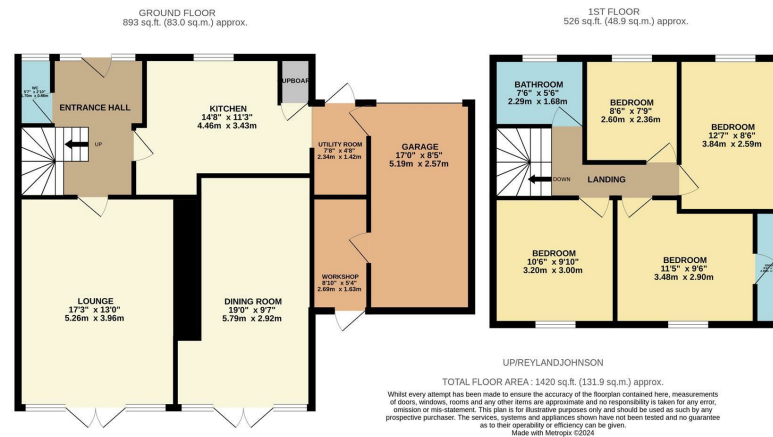 GROUND FLOOR
893 sq.ft. (83.0 sq.m.) approx.
WC
ENTRANCE HALL
UP
KITCHEN
14'8" x 11'3"
4.46m x 3.43m
UPBOAR
UTILITY ROOM
7'8" x 4'8"
2.34m x 1.42m
GARAGE
17'0" x 8'5"
5.19m x 2.57m
WORKSHOP
8'10" x 5'4"
2.69m x 1.63m
LOUNGE
17'3" x 13'0"
5.26m x 3.96m
DINING ROOM
19'0" x 9'7"
5.79m x 2.92m
1ST FLOOR
526 sq.ft. (48.9 sq.m.) approx.
BATHROOM
7'6" x 5'6"
2.29m x 1.68m
BEDROOM
8'6" x 7'9"
2.60m x 2.36m
BEDROOM
12'7" x 8'6"
3.84m x 2.59m
DOWN
LANDING
BEDROOM
10'6" x 9'10"
3.20m x 3.00m
BEDROOM
11'5" x 9'6"
3.48m x 2.90m
UP/REYLANDJOHNSON
TOTAL FLOOR AREA : 1420 sq.ft. (131.9 sq.m.) approx.
Whilst every attempt has been made to ensure the accuracy of the floorplan contained here, measurements
of doors, windows, rooms and any other items are approximate and no responsibility is taken for any error,
omission or mis-statement. This plan is for illustrative purposes only and should be used as such by any
prospective purchaser. The services, systems and appliances shown have not been tested and no guarantee
as to their operability or efficiency can be given.
Made with Metropix ©2024